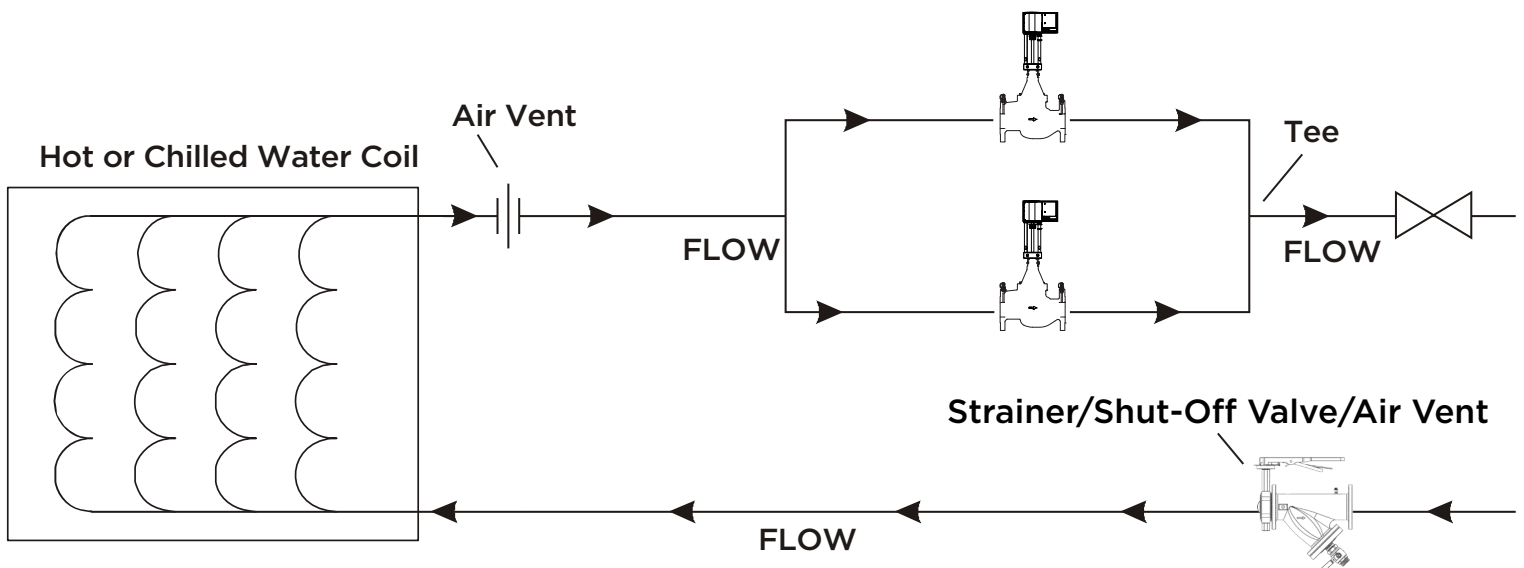 Air Vent
Hot or Chilled Water Coil
Tee
FLOW
FLOW
Strainer/Shut-Off Valve/Air Vent
FLOW